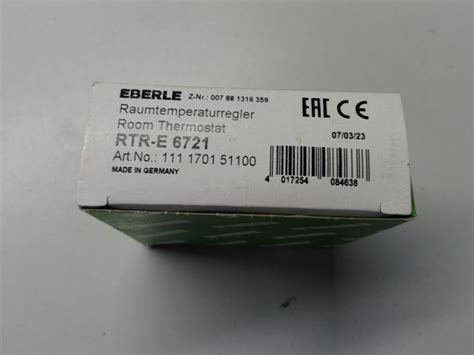 EBERLE Z-Nr.: 007 88 1316 359
Raumtemperaturregler
Room Thermostat
RTR-E 6721
Art.No.: 111 1701 51100
MADE IN GERMANY
EAC CE
07/03/23
4 017254 084638